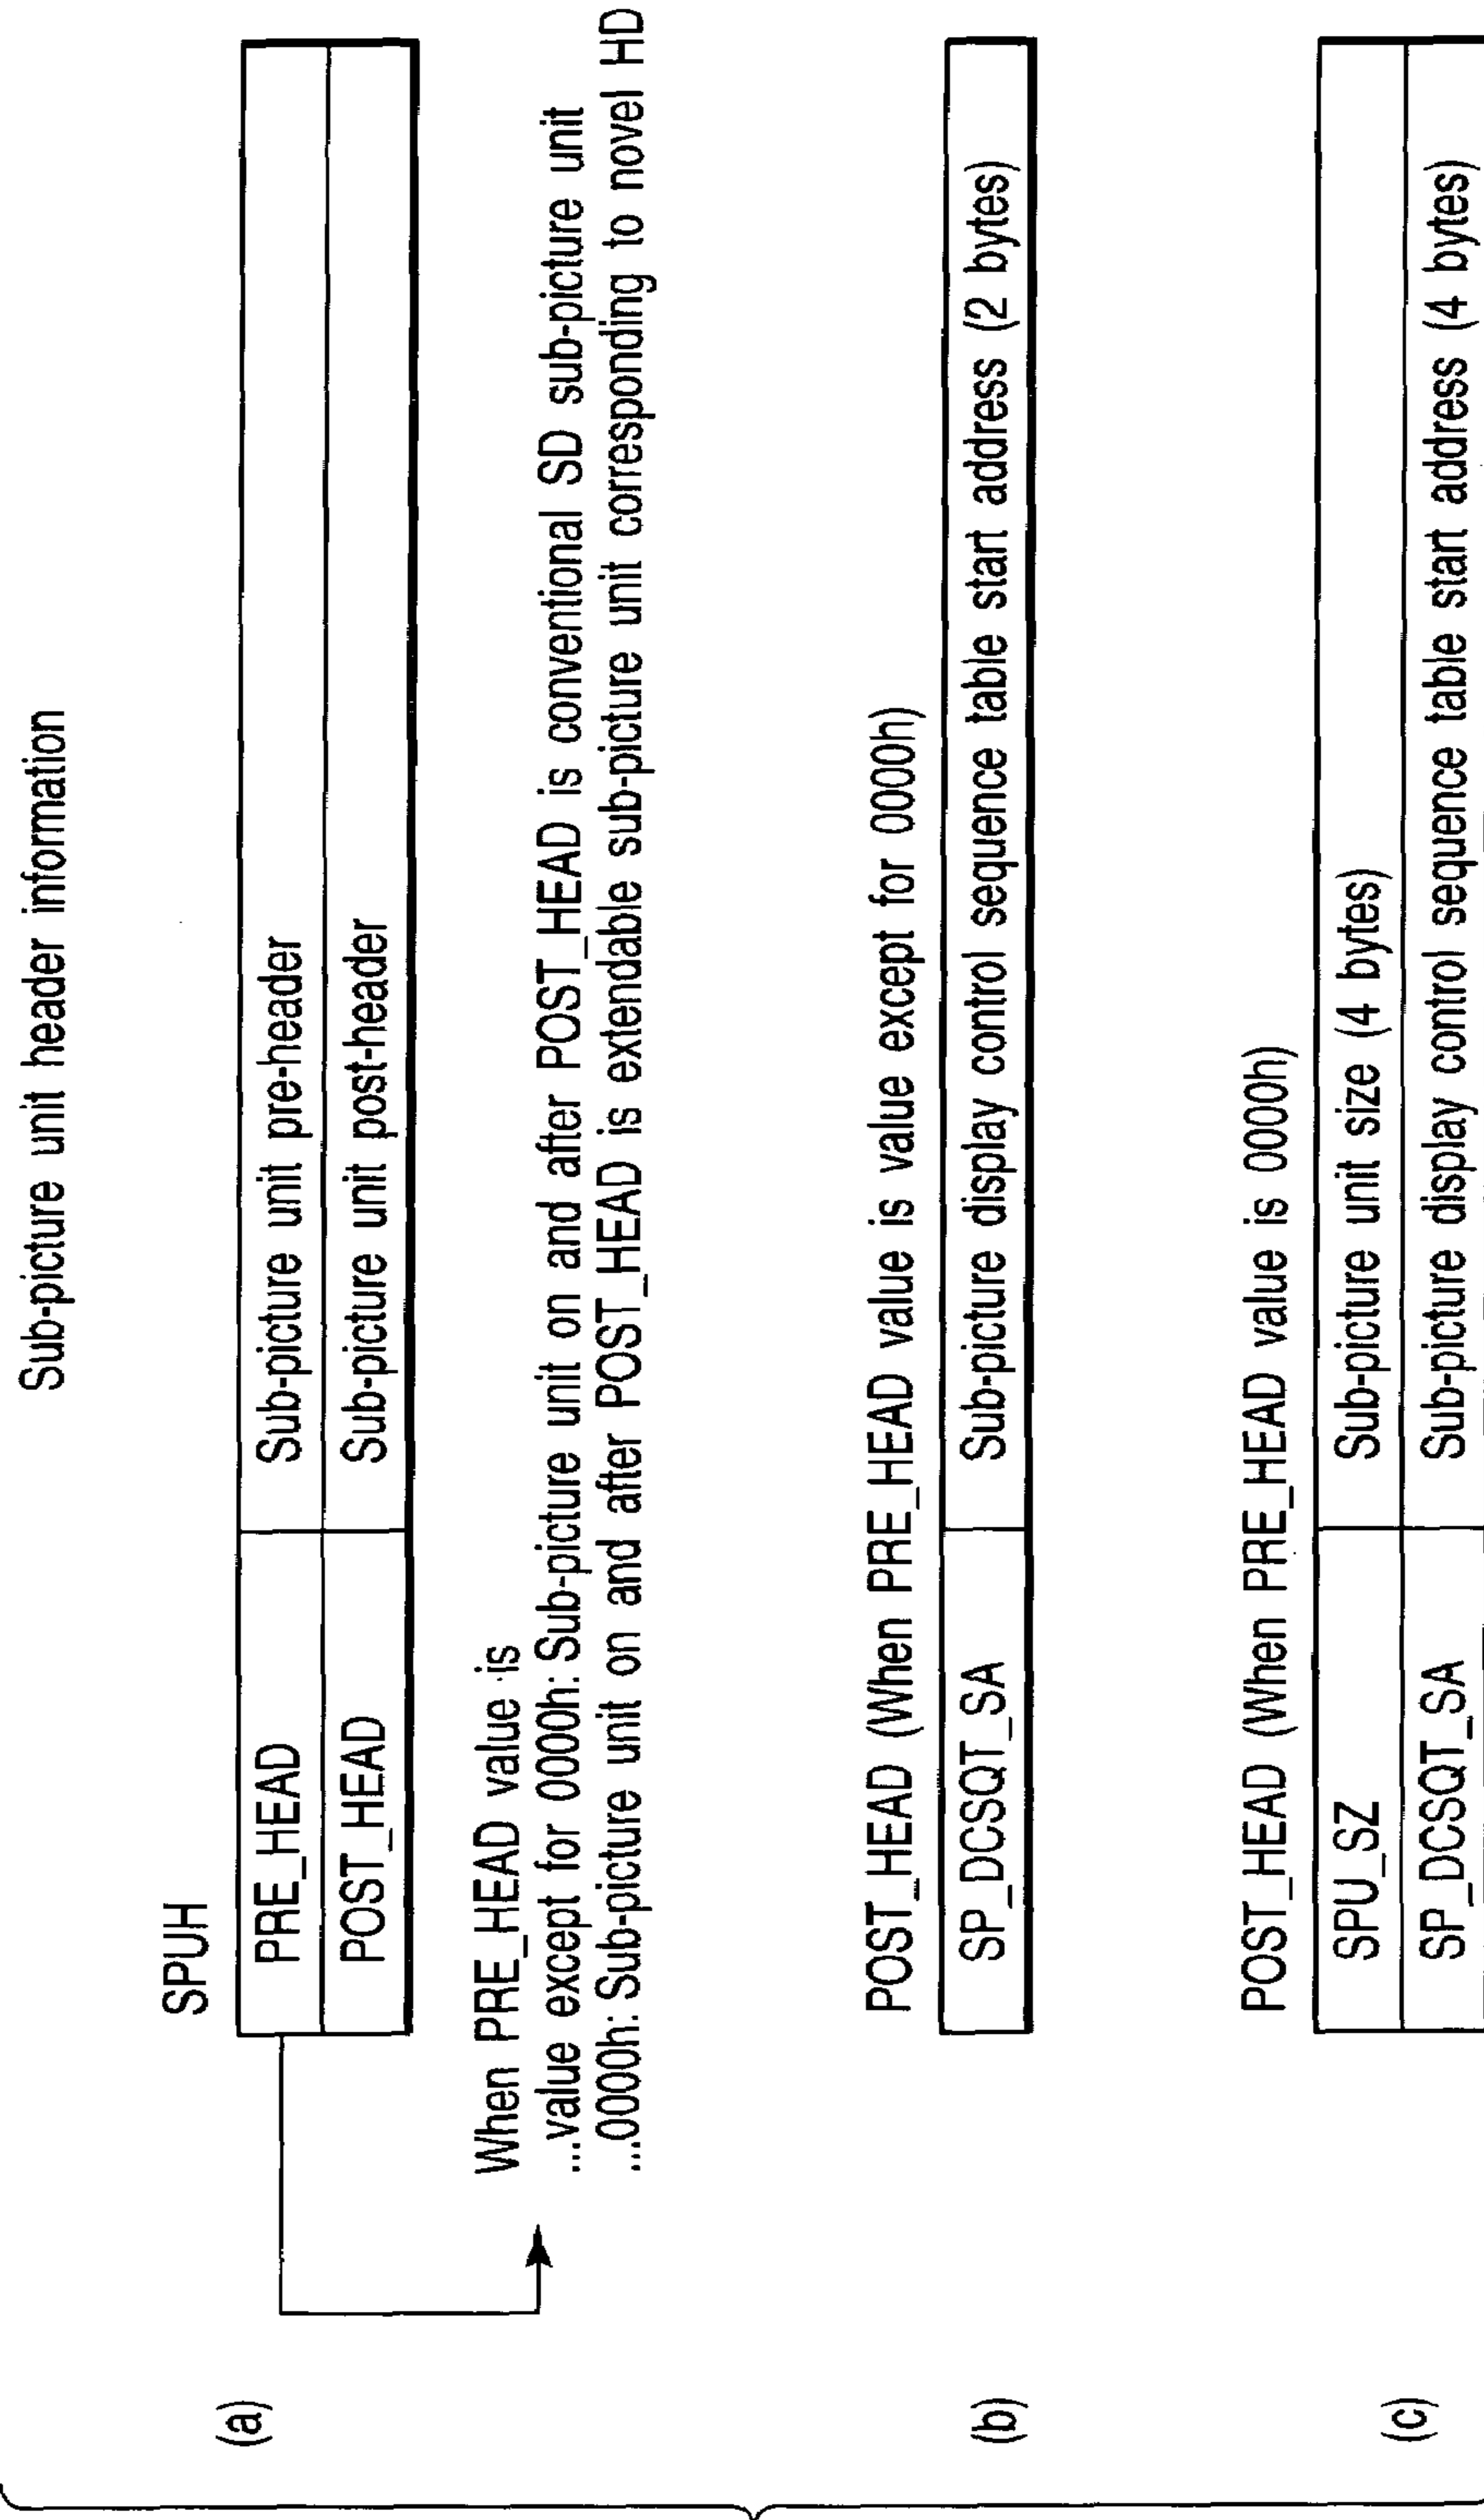 Sub-picture unit header information
(a)
SPUH
PRE_HEAD Sub-picture unit pre-header
POST_HEAD Sub-picture unit post-header
When PRE_HEAD value is
...value except for 0000h: Sub-picture unit on and after POST_HEAD is conventional SD sub-picture unit
...0000h: Sub-picture unit on and after POST_HEAD is extendable sub-picture unit corresponding to novel HD
(b)
POST_HEAD (When PRE_HEAD value is value except for 0000h)
SP_DCSQT_SA Sub-picture display control sequence table start address (2 bytes)
(c)
POST_HEAD (When PRE_HEAD value is 0000h)
SPU_SZ Sub-picture unit size (4 bytes)
SP_DCSQT_SA Sub-picture display control sequence table start address (4 bytes)